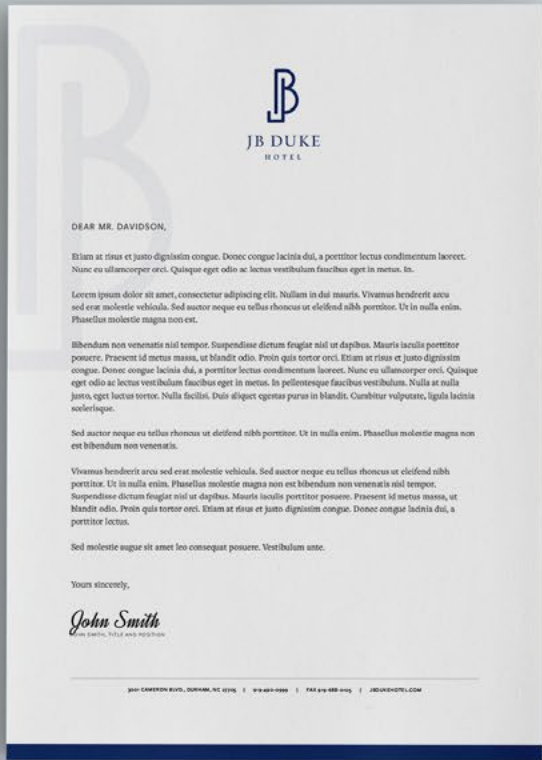 JB
JB DUKE
HOTEL
DEAR MR. DAVIDSON,
Etiam at risus et justo dignissim congue. Donec congue lacinia dui, a porttitor lectus condimentum laoreet.
Nunc eu ullamcorper orci. Quisque eget odio ac lectus vestibulum faucibus eget in metus. In.
Lorem ipsum dolor sit amet, consectetur adipiscing elit. Nullam in dui mauris. Vivamus hendrerit arcu
sed erat molestie vehicula. Sed auctor neque eu tellus rhoncus ut eleifend nibh porttitor. Ut in nulla enim.
Phasellus molestie magna non est.
Bibendum non venenatis nisl tempor. Suspendisse dictum feugiat nisl ut dapibus. Mauris iaculis porttitor
posuere. Praesent id metus massa, ut blandit odio. Proin quis tortor orci. Etiam at risus et justo dignissim
congue. Donec congue lacinia dui, a porttitor lectus condimentum laoreet. Nunc eu ullamcorper orci. Quisque
eget odio ac lectus vestibulum faucibus eget in metus. In pellentesque faucibus vestibulum. Nulla at nulla
justo, eget luctus tortor. Nulla facilisi. Duis aliquet egestas purus in blandit. Curabitur vulputate, ligula lacinia
scelerisque.
Sed auctor neque eu tellus rhoncus ut eleifend nibh porttitor. Ut in nulla enim. Phasellus molestie magna non
est bibendum non venenatis.
Vivamus hendrerit arcu sed erat molestie vehicula. Sed auctor neque eu tellus rhoncus ut eleifend nibh
porttitor. Ut in nulla enim. Phasellus molestie magna non est bibendum non venenatis nisl tempor.
Suspendisse dictum feugiat nisl ut dapibus. Mauris iaculis porttitor posuere. Praesent id metus massa, ut
blandit odio. Proin quis tortor orci. Etiam at risus et justo dignissim congue. Donec congue lacinia dui, a
porttitor lectus.
Sed molestie augue sit amet leo consequat posuere. Vestibulum ante.
Yours sincerely,
John Smith
JOHN SMITH, TITLE AND POSITION
3001 CAMERON BLVD., DURHAM, NC 27705 | 919-490-0999 | FAX 919-688-0105 | JBDUKEHOTEL.COM